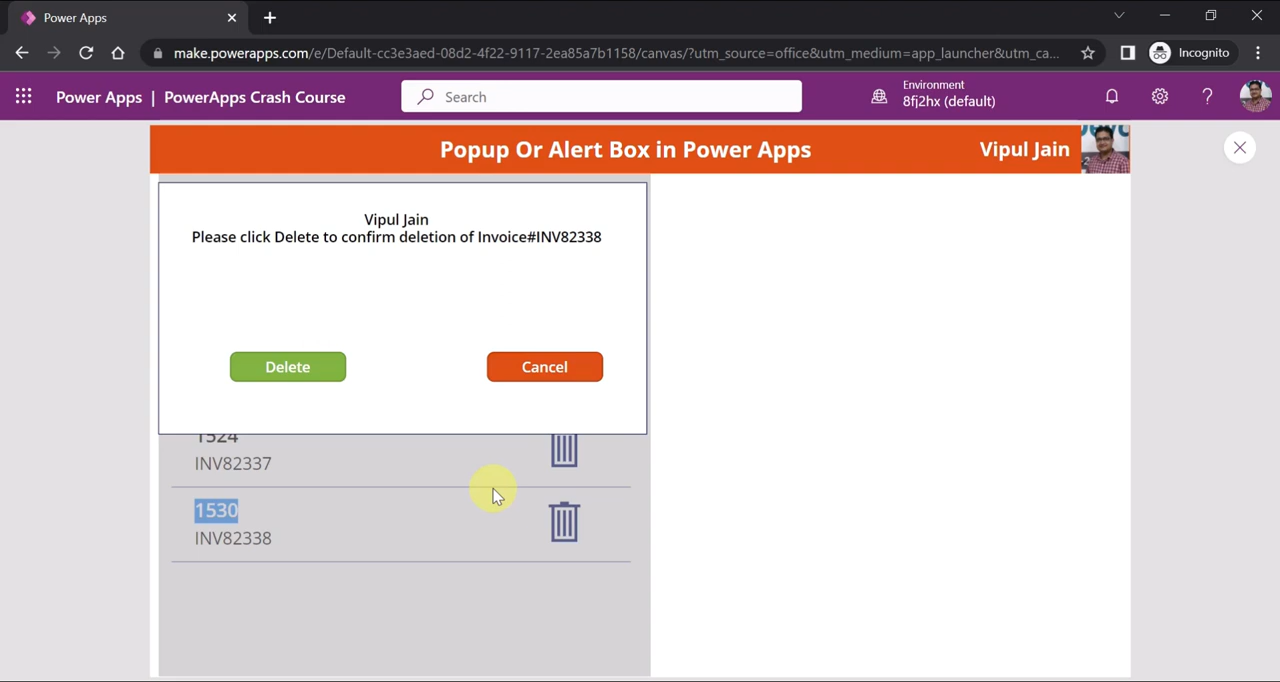 Power Apps
make.powerapps.com/e/Default-cc3e3aed-08d2-4f22-9117-2ea85a7b1158/canvas/?utm_source=office&utm_medium=app_launcher&utm_ca...
Incognito
Power Apps | PowerApps Crash Course
Search
Environment
8fj2hx (default)
Popup Or Alert Box in Power Apps
Vipul Jain
Vipul Jain
Please click Delete to confirm deletion of Invoice#INV82338
Delete
Cancel
1524
INV82337
1530
INV82338